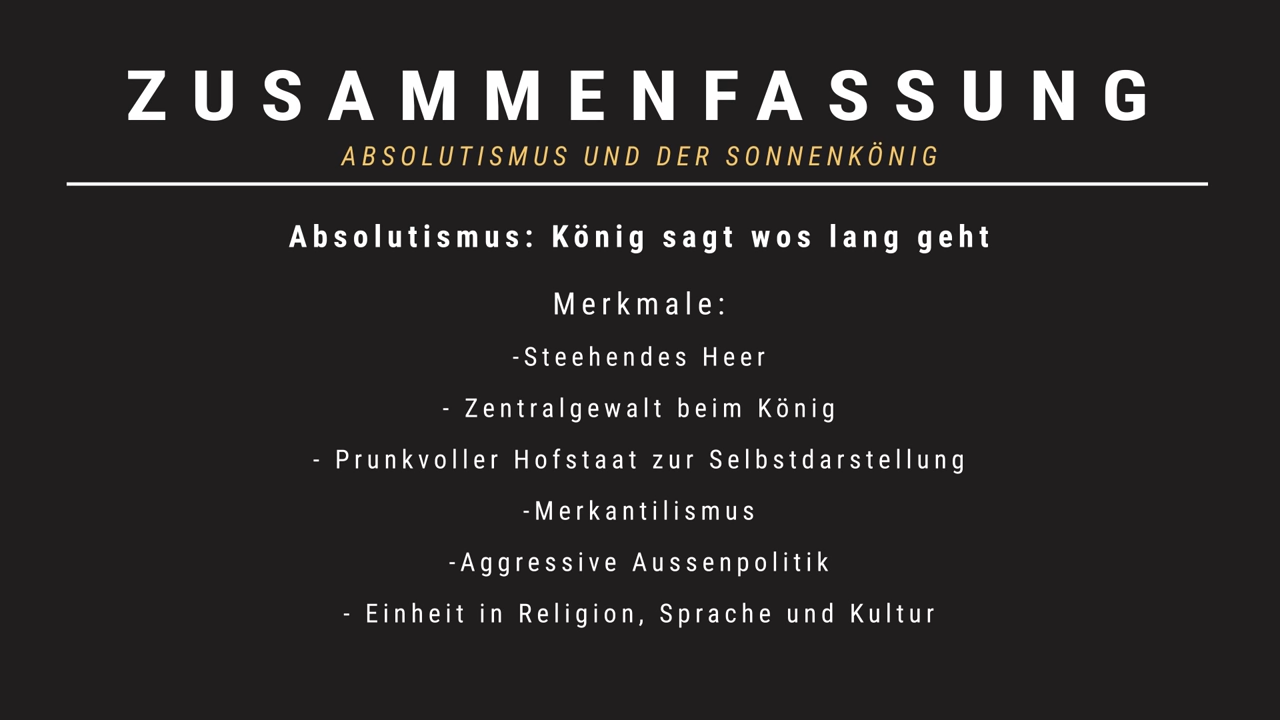 ZUSAMMENFASSUNG
ABSOLUTISMUS UND DER SONNENKÖNIG
Absolutismus: König sagt wos lang geht
Merkmale:
-Steehendes Heer
- Zentralgewalt beim König
- Prunkvoller Hofstaat zur Selbstdarstellung
-Merkantilismus
-Aggressive Aussenpolitik
- Einheit in Religion, Sprache und Kultur